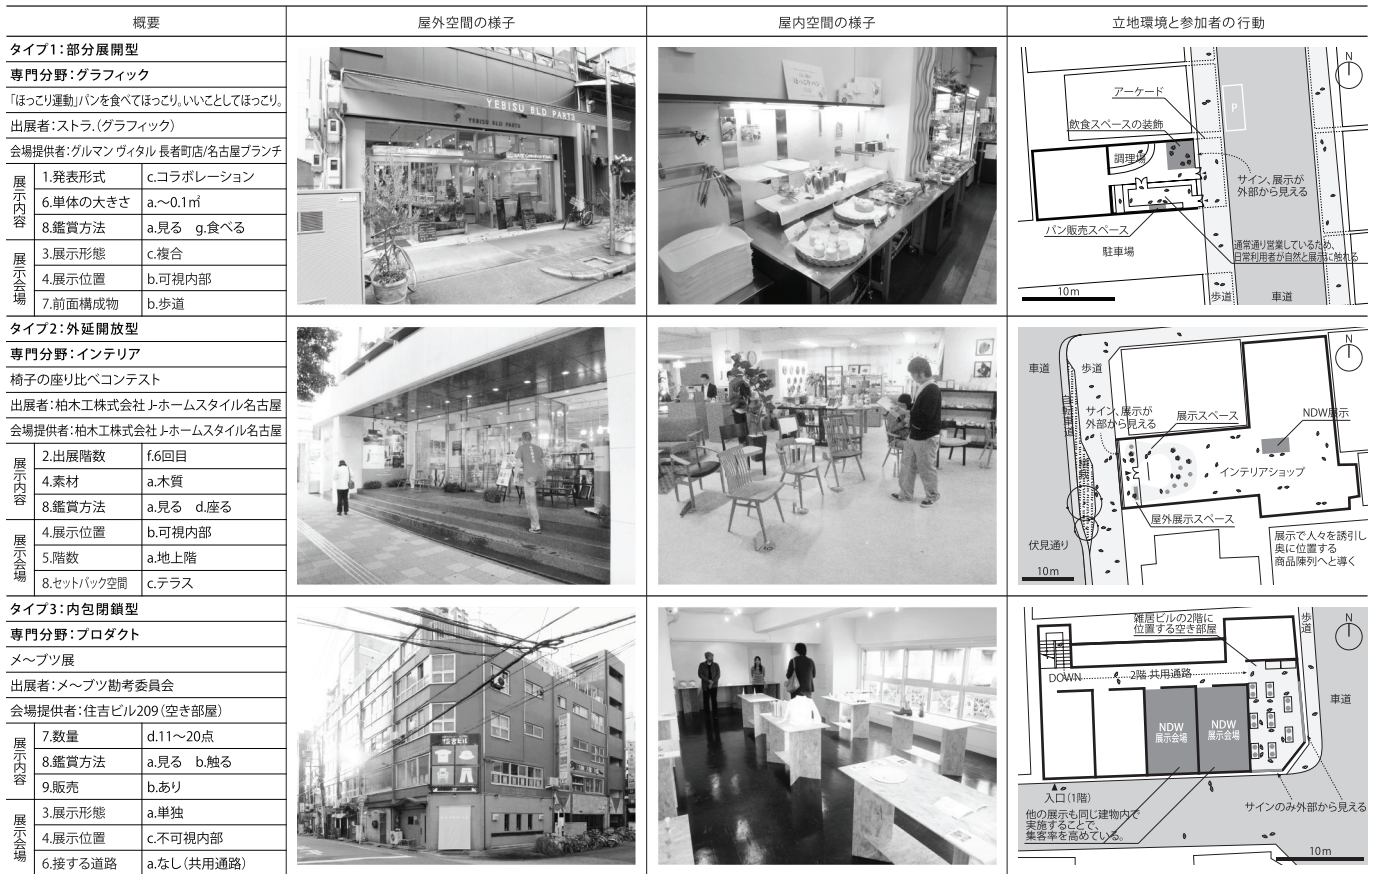 概要
屋外空間の様子
屋内空間の様子
立地環境と参加者の行動
タイプ1：部分展開型
専門分野：グラフィック
「ほっこり運動」パンを食べてほっこり。いいことしてほっこり。
出展者：ストラ.（グラフィック）
会場提供者：グルマン ヴィタル 長者町店/名古屋ブランチ
展示内容
1.発表形式
c.コラボレーション
6.単体の大きさ
a.～0.1㎡
8.鑑賞方法
a.見る　g.食べる
展示会場
3.展示形態
c.複合
4.展示位置
b.可視内部
7.前面構成物
b.歩道
YEBISU BLD PART3
YEBISU BLD PART3
N
P
アーケード
飲食スペースの装飾
調理場
サイン、展示が
外部から見える
パン販売スペース
駐車場
通常通り営業しているため、
日常利用者が自然と展示に触れる
10m
歩道
車道
タイプ2：外延開放型
専門分野：インテリア
椅子の座り比べコンテスト
出展者：柏木工株式会社 J-ホームスタイル名古屋
会場提供者：柏木工株式会社 J-ホームスタイル名古屋
展示内容
2.出展階数
f.6回目
4.素材
a.木質
8.鑑賞方法
a.見る　d.座る
展示会場
4.展示位置
b.可視内部
5.階数
a.地上階
8.セットバック空間
c.テラス
N
車道
歩道
自転車道
サイン、展示が
外部から見える
展示スペース
NDW展示
インテリアショップ
屋外展示スペース
伏見通り
展示で人々を誘引し
奥に位置する
商品陳列へと導く
10m
タイプ3：内包閉鎖型
専門分野：プロダクト
メ～ブツ展
出展者：メ～ブツ勘考委員会
会場提供者：住吉ビル209（空き部屋）
展示内容
7.数量
d.11～20点
8.鑑賞方法
a.見る　b.触る
9.販売
b.あり
展示会場
3.展示形態
a.単独
4.展示位置
c.不可視内部
6.接する道路
a.なし（共用通路）
雑居ビルの2階に
位置する空き部屋
歩道
N
DOWN
2階 共用通路
車道
NDW
展示会場
NDW
展示会場
入口（1階）
サインのみ外部から見える
他の展示も同じ建物内で
実施することで、
集客率を高めている。
10m